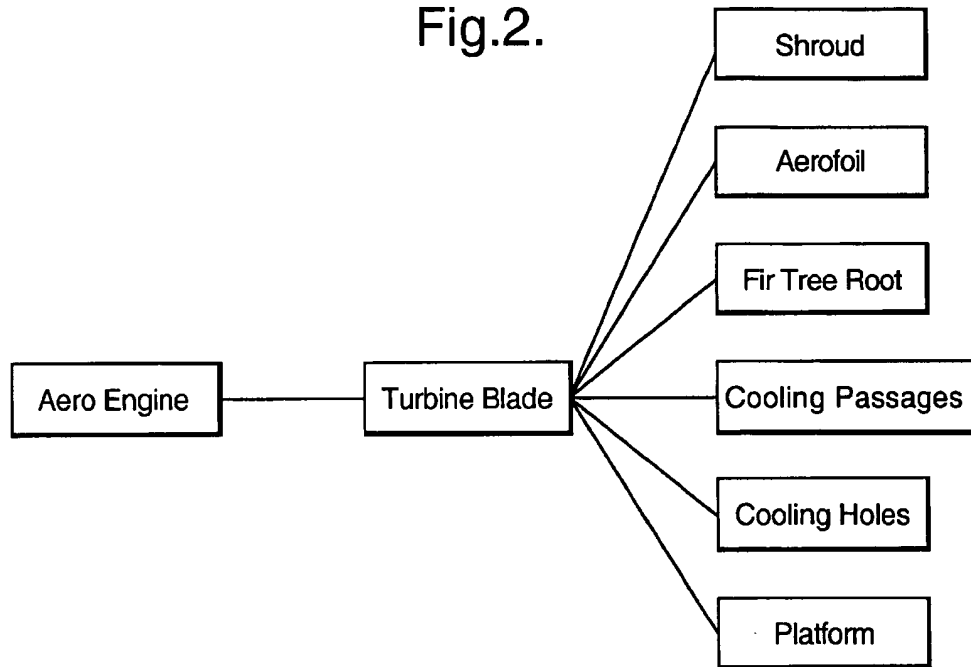 Fig.2.
Shroud
Aerofoil
Fir Tree Root
Aero Engine
Turbine Blade
Cooling Passages
Cooling Holes
Platform